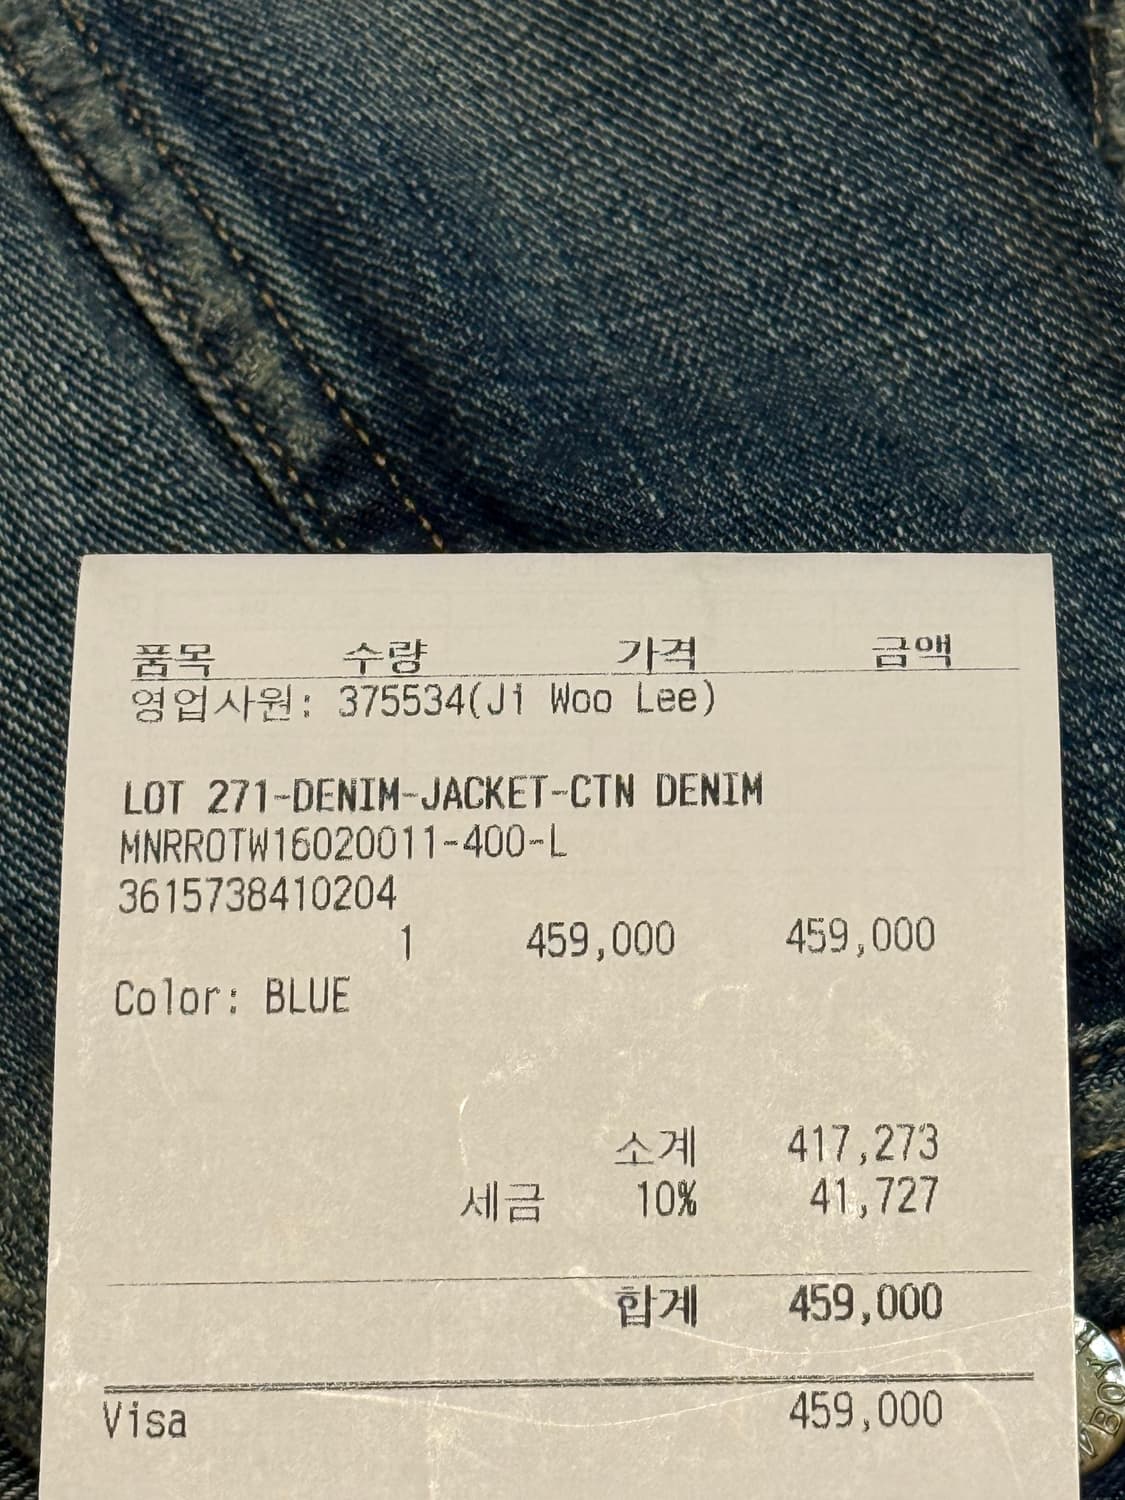 품목 수량 가격 금액
영업사원: 375534(Ji Woo Lee)
LOT 271-DENIM-JACKET-CTN DENIM
MNRROTW16020011-400-L
3615738410204
1 459,000 459,000
Color: BLUE
소계 417,273
세금 10% 41,727
합계 459,000
Visa 459,000